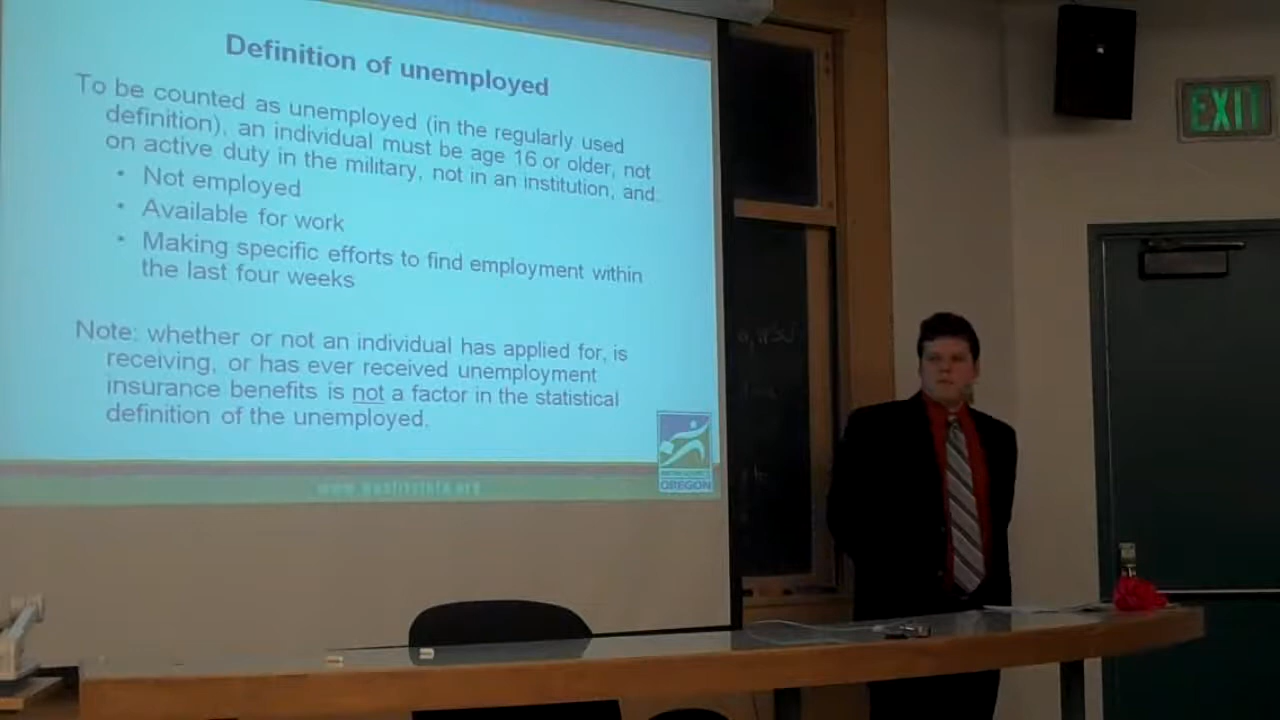 Definition of unemployed
To be counted as unemployed (in the regularly used
definition), an individual must be age 16 or older, not
on active duty in the military, not in an institution, and:
• Not employed
• Available for work
• Making specific efforts to find employment within
the last four weeks
Note: whether or not an individual has applied for, is
receiving, or has ever received unemployment
insurance benefits is not a factor in the statistical
definition of the unemployed.
OREGON
EXIT